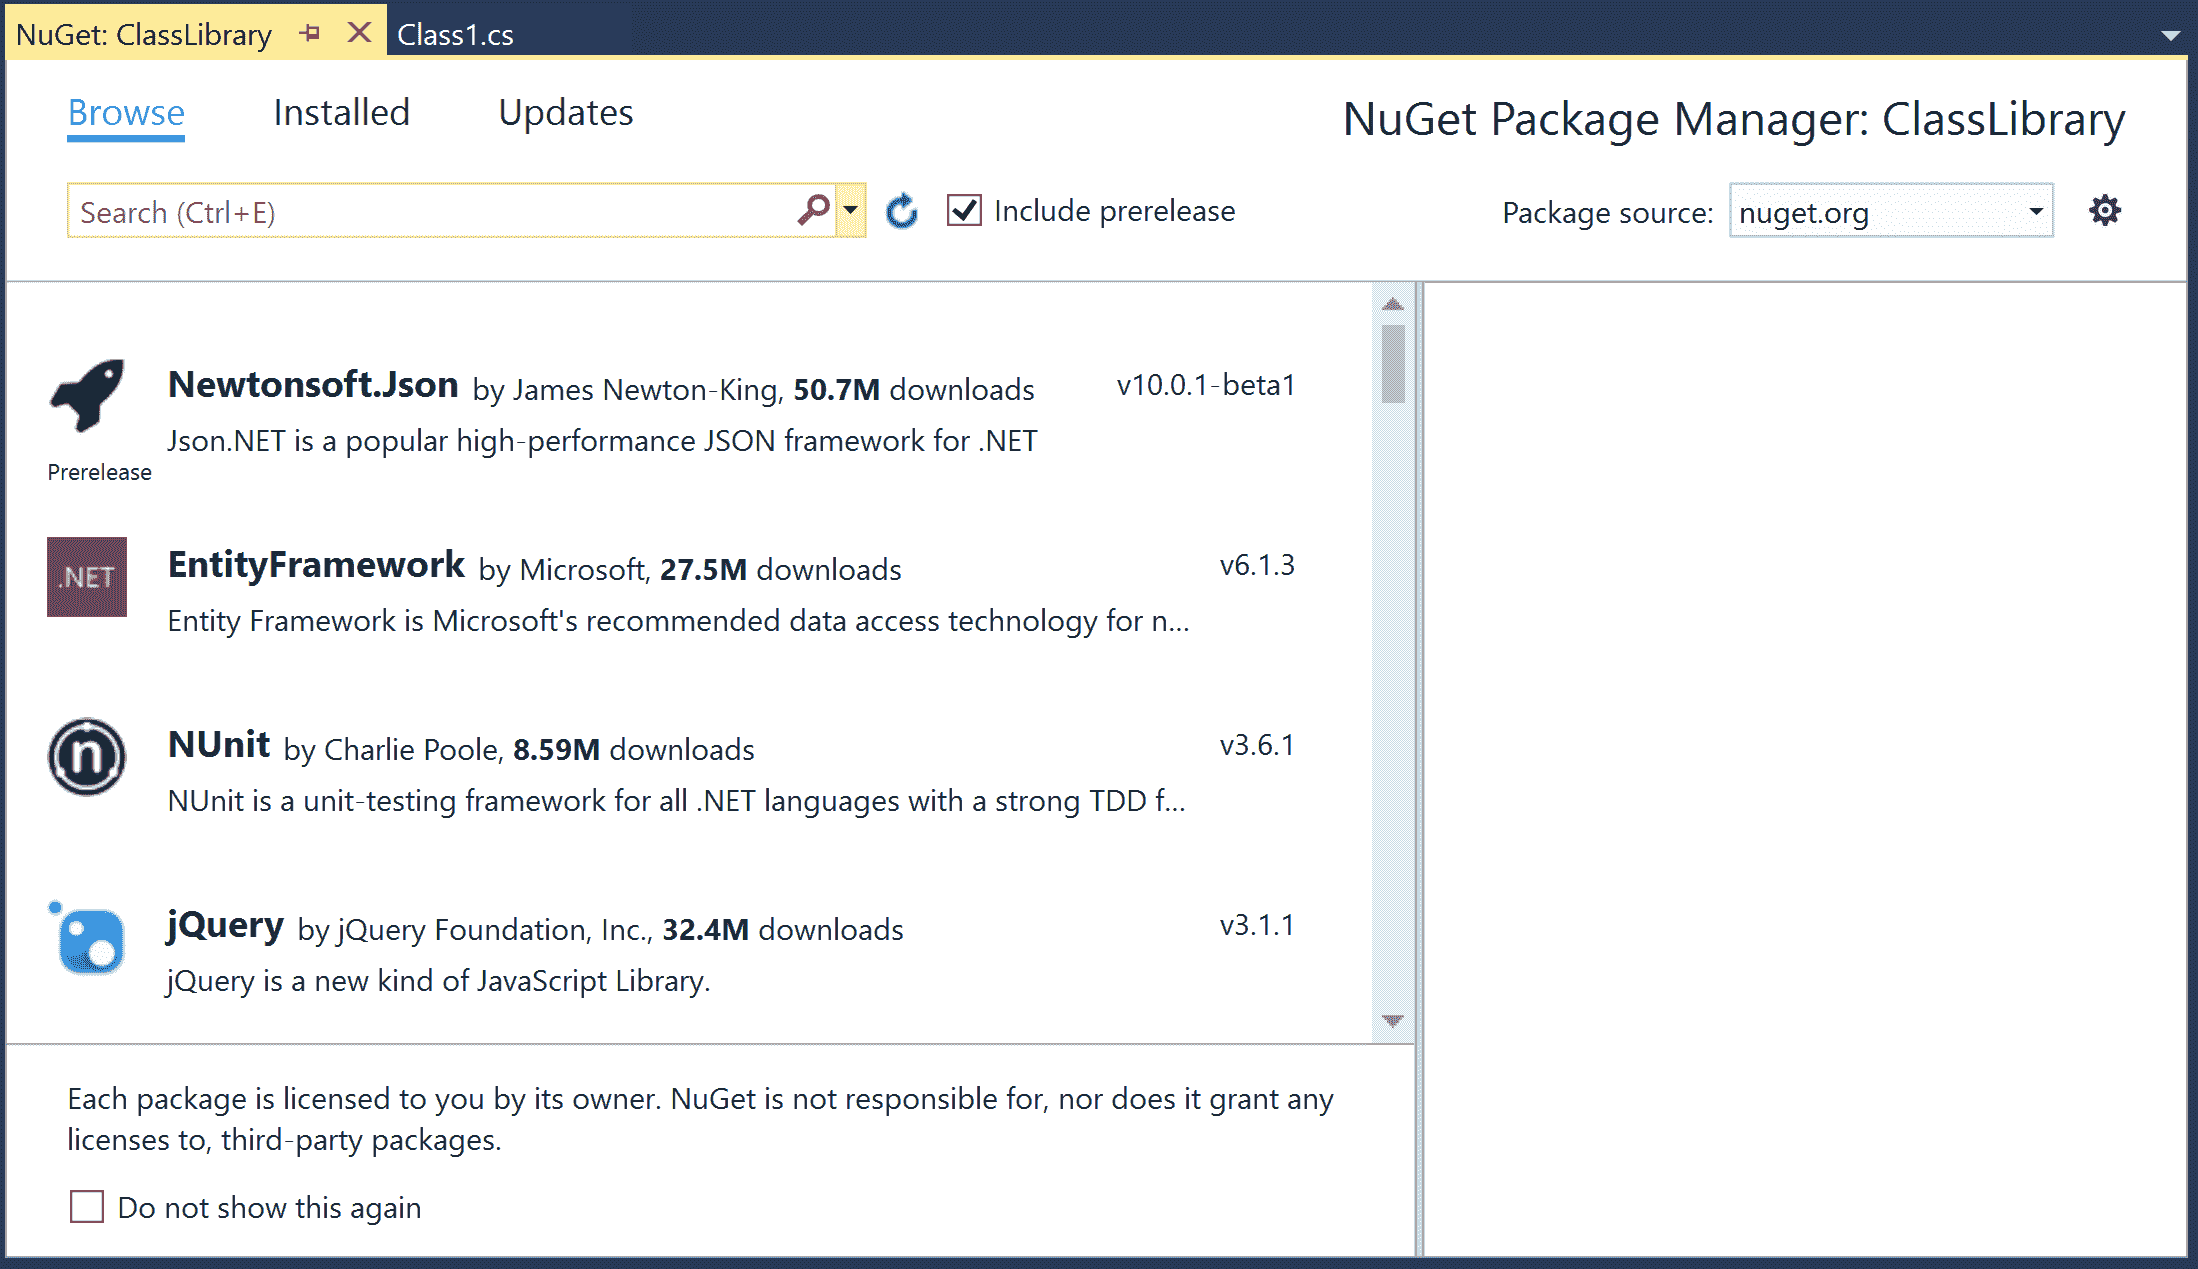 NuGet: ClassLibrary
Class1.cs
Browse
Installed
Updates
NuGet Package Manager: ClassLibrary
Search (Ctrl+E)
Include prerelease
Package source: nuget.org
Newtonsoft.Json by James Newton-King, 50.7M downloads
v10.0.1-beta1
Json.NET is a popular high-performance JSON framework for .NET
Prerelease
.NET
EntityFramework by Microsoft, 27.5M downloads
v6.1.3
Entity Framework is Microsoft's recommended data access technology for n...
n
NUnit by Charlie Poole, 8.59M downloads
v3.6.1
NUnit is a unit-testing framework for all .NET languages with a strong TDD f...
jQuery by jQuery Foundation, Inc., 32.4M downloads
v3.1.1
jQuery is a new kind of JavaScript Library.
Each package is licensed to you by its owner. NuGet is not responsible for, nor does it grant any
licenses to, third-party packages.
Do not show this again